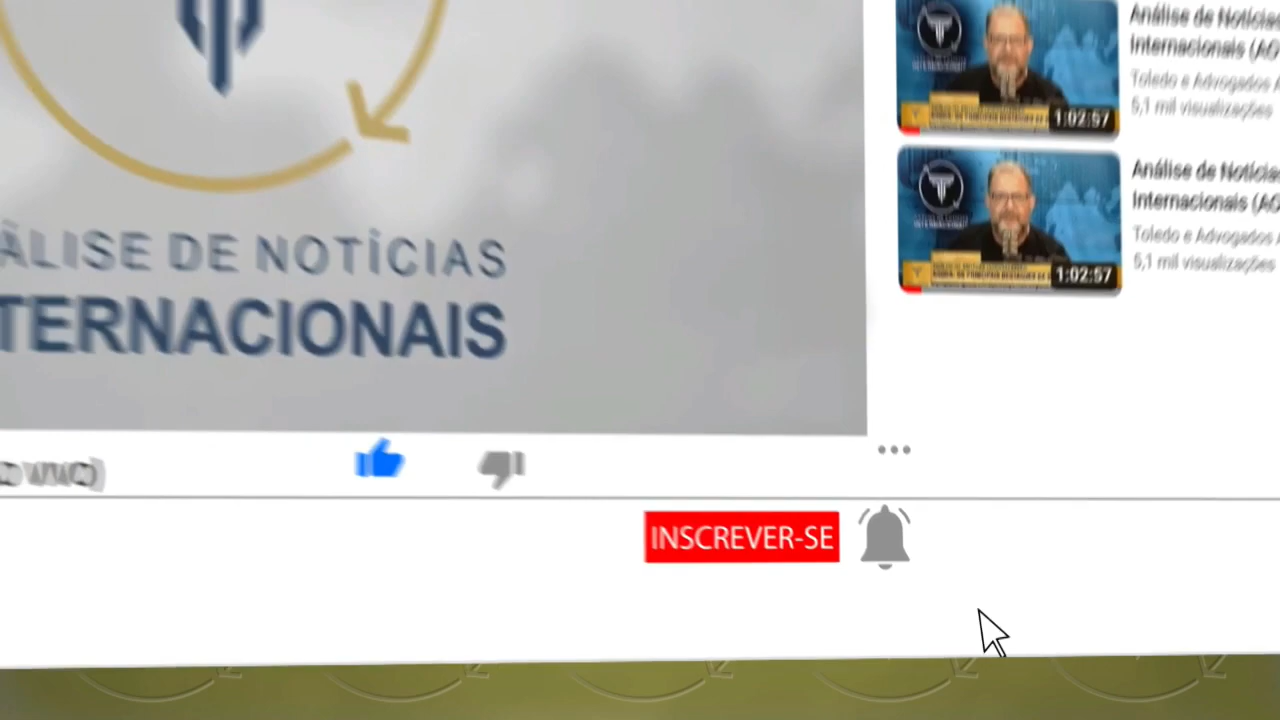 ÁLISE DE NOTÍCIAS
TERNACIONAIS
INSCREVER-SE
Análise de Notícias
Internacionais (AO
Toledo e Advogados A
5,1 mil visualizações
1:02:57
Análise de Notícias
Internacionais (AO
Toledo e Advogados A
5,1 mil visualizações
1:02:57